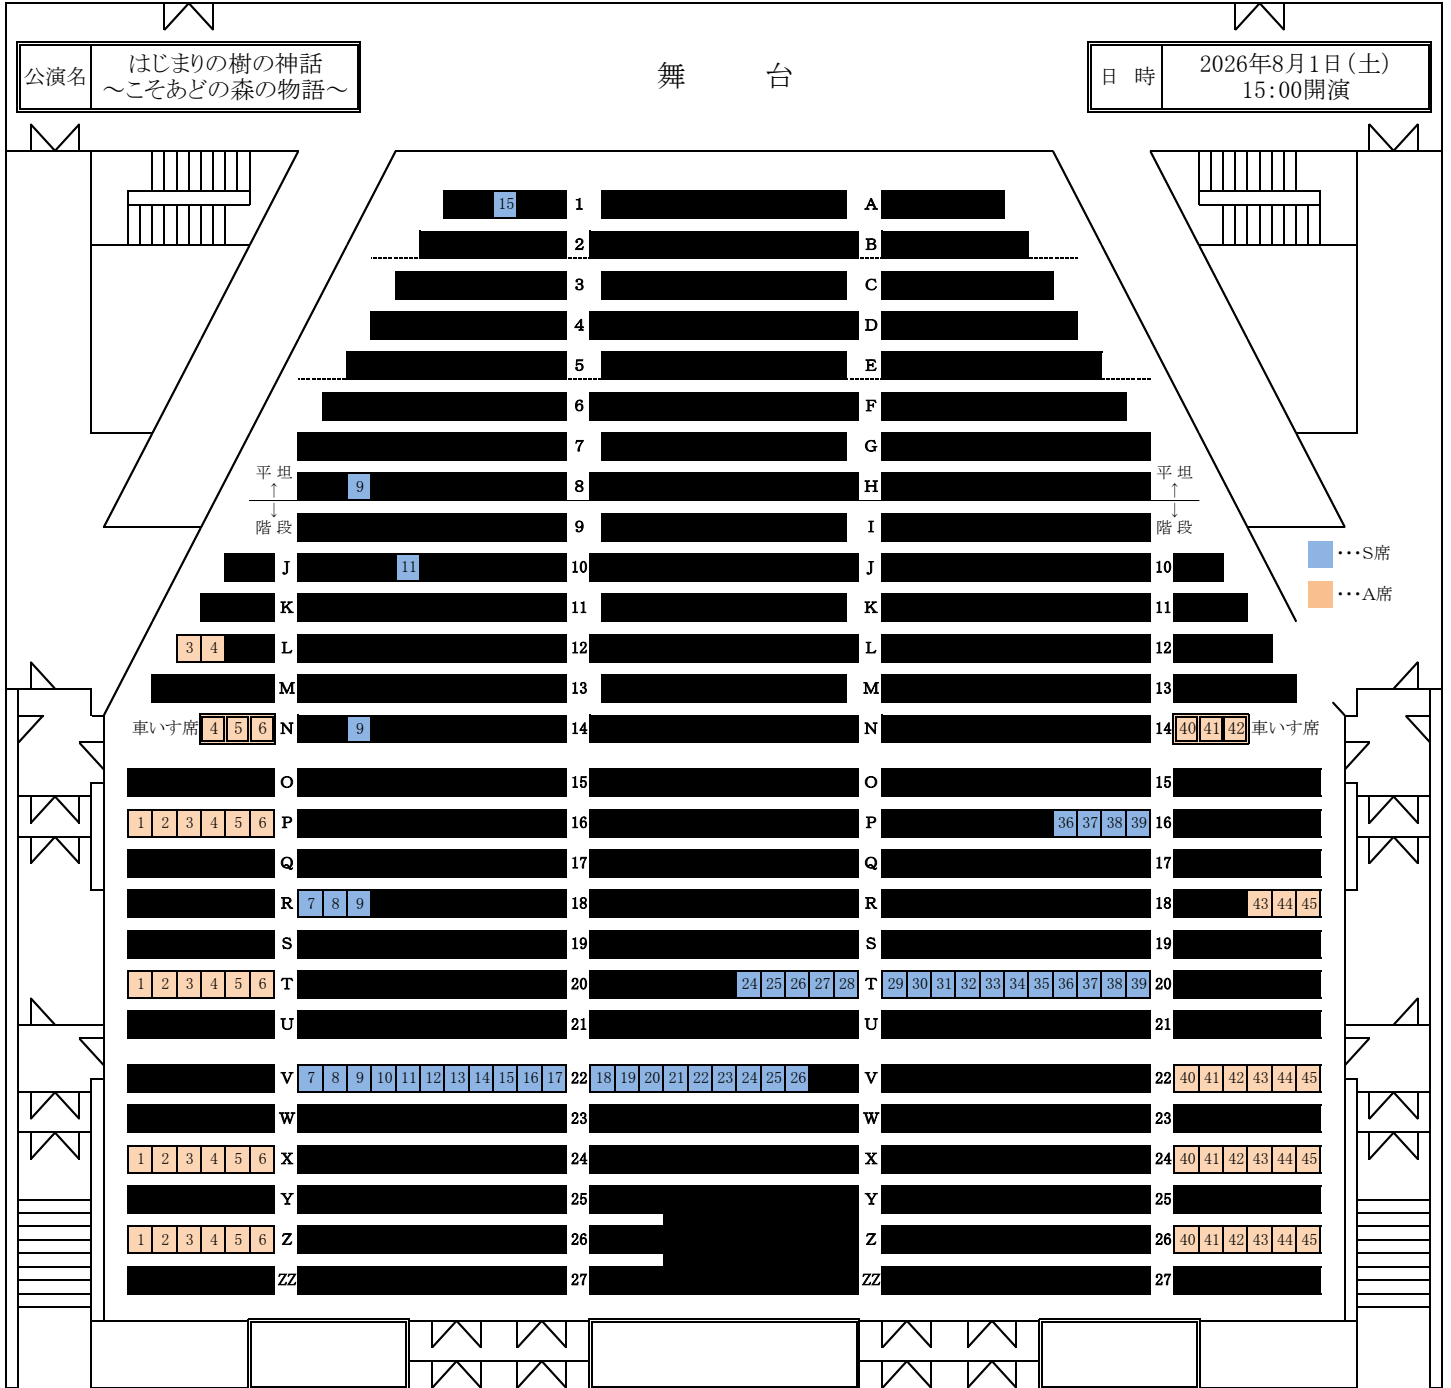 公演名
はじまりの樹の神話
～こそあどの森の物語～
舞 台
日 時
2026年8月1日（土）
15：00開演
15 1 A
2 B
3 C
4 D
5 E
6 F
7 G
平 坦 平 坦
↑ 9 8 H ↑
↓ ↓
階 段 9 I 階 段
・・・S席
J 11 10 J 10
・・・A席
K 11 K 11
3 4 L 12 L 12
M 13 M 13
車いす席 4 5 6 N 9 14 N 14 40 41 42 車いす席
O 15 O 15
1 2 3 4 5 6 P 16 P 36 37 38 39 16
Q 17 Q 17
R 7 8 9 18 R 18 43 44 45
S 19 S 19
1 2 3 4 5 6 T 20 24 25 26 27 28 T 29 30 31 32 33 34 35 36 37 38 39 20
U 21 U 21
V 7 8 9 10 11 12 13 14 15 16 17 22 18 19 20 21 22 23 24 25 26 V 22 40 41 42 43 44 45
W 23 W 23
1 2 3 4 5 6 X 24 X 24 40 41 42 43 44 45
Y 25 Y 25
1 2 3 4 5 6 Z 26 Z 26 40 41 42 43 44 45
ZZ 27 ZZ 27